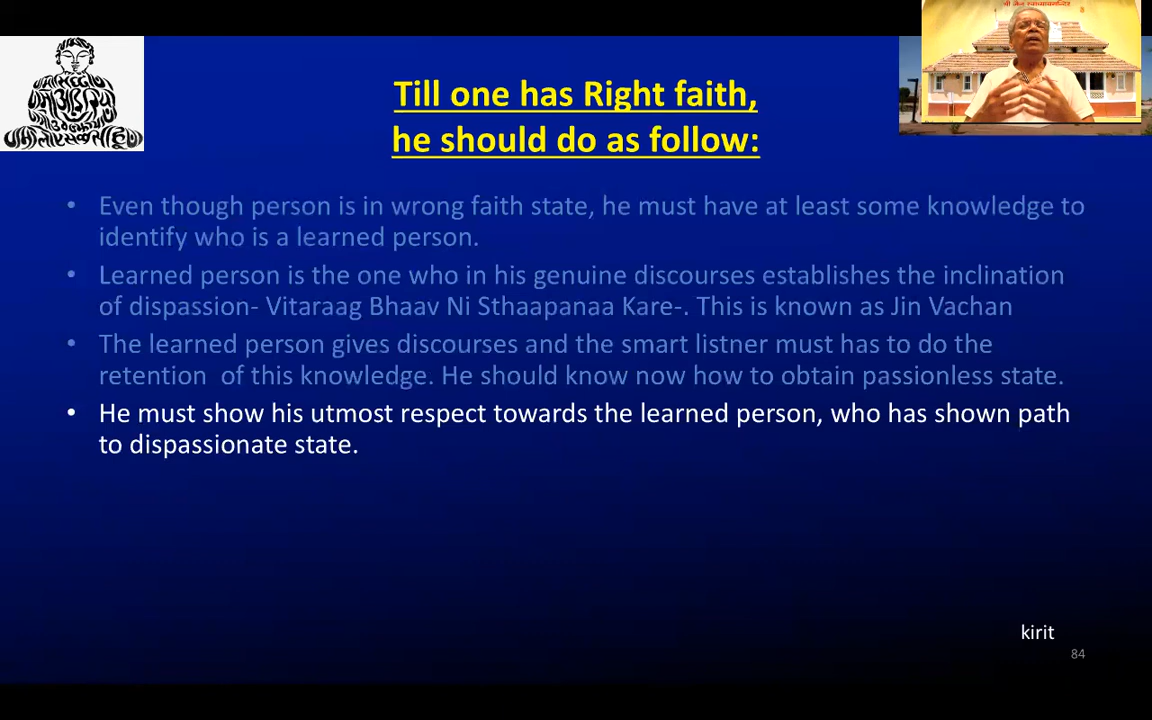 श्री जैन स्वाध्यायमन्दिर
Till one has Right faith,
he should do as follow:
• Even though person is in wrong faith state, he must have at least some knowledge to
identify who is a learned person.
• Learned person is the one who in his genuine discourses establishes the inclination
of dispassion- Vitaraag Bhaav Ni Sthaapanaa Kare-. This is known as Jin Vachan
• The learned person gives discourses and the smart listner must has to do the
retention  of this knowledge. He should know now how to obtain passionless state.
• He must show his utmost respect towards the learned person, who has shown path
to dispassionate state.
kirit
84